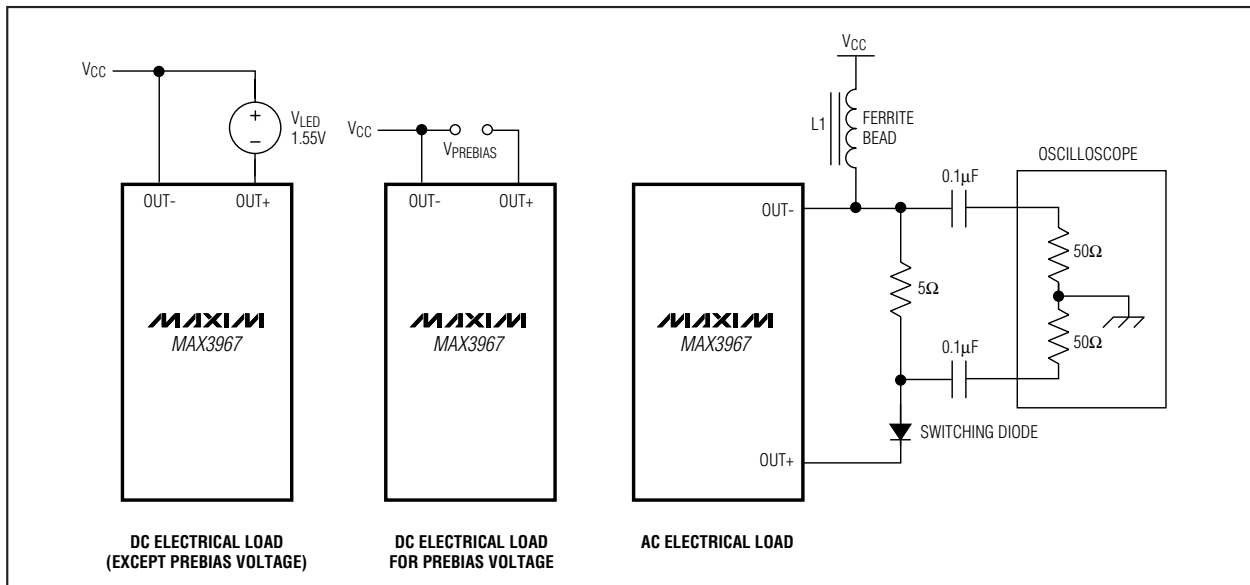 VCC
+
−
VLED
1.55V
OUT-
OUT+
MAXIM
MAX3967
DC ELECTRICAL LOAD
(EXCEPT PREBIAS VOLTAGE)
VCC
VPREBIAS
OUT-
OUT+
MAXIM
MAX3967
DC ELECTRICAL LOAD
FOR PREBIAS VOLTAGE
VCC
L1
FERRITE
BEAD
OUT-
MAXIM
MAX3967
OUT+
5Ω
0.1µF
0.1µF
SWITCHING DIODE
OSCILLOSCOPE
50Ω
50Ω
AC ELECTRICAL LOAD